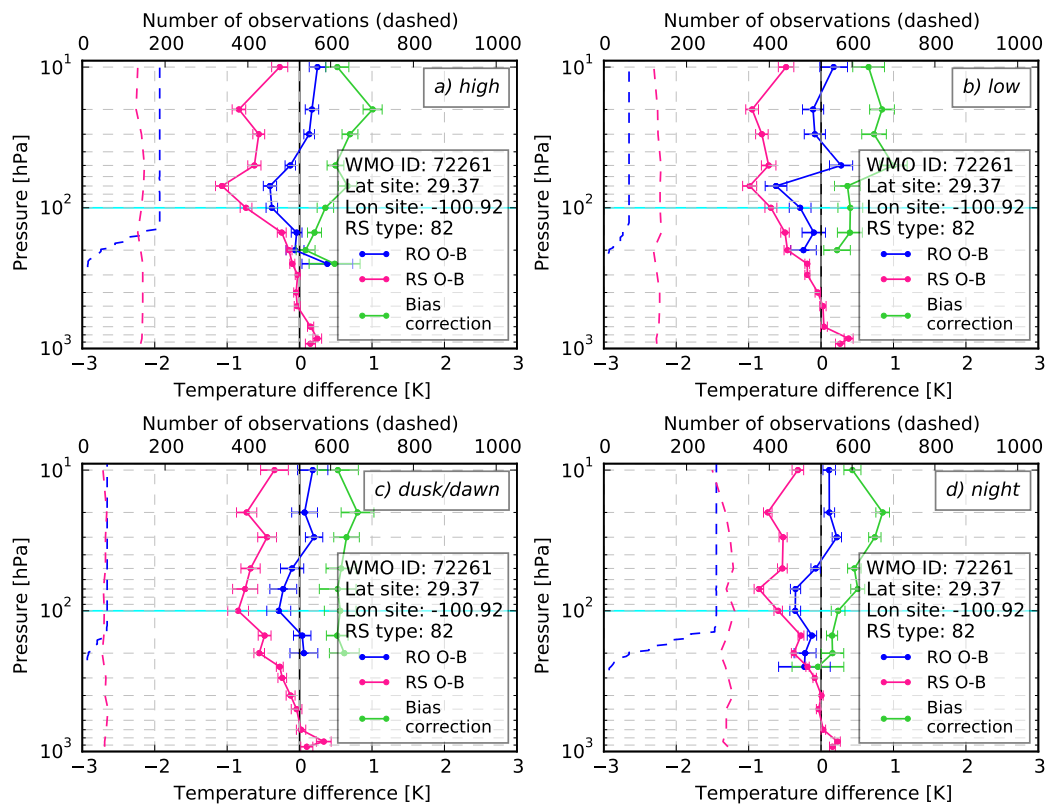 Number of observations (dashed)
0 200 400 600 800 1000
Pressure [hPa]
10¹
10²
10³
a) high
WMO ID: 72261
Lat site: 29.37
Lon site: -100.92
RS type: 82
RO O-B
RS O-B
Bias
correction
−3 −2 −1 0 1 2 3
Temperature difference [K]
Number of observations (dashed)
0 200 400 600 800 1000
Pressure [hPa]
10¹
10²
10³
b) low
WMO ID: 72261
Lat site: 29.37
Lon site: -100.92
RS type: 82
RO O-B
RS O-B
Bias
correction
−3 −2 −1 0 1 2 3
Temperature difference [K]
Number of observations (dashed)
0 200 400 600 800 1000
Pressure [hPa]
10¹
10²
10³
c) dusk/dawn
WMO ID: 72261
Lat site: 29.37
Lon site: -100.92
RS type: 82
RO O-B
RS O-B
Bias
correction
−3 −2 −1 0 1 2 3
Temperature difference [K]
Number of observations (dashed)
0 200 400 600 800 1000
Pressure [hPa]
10¹
10²
10³
d) night
WMO ID: 72261
Lat site: 29.37
Lon site: -100.92
RS type: 82
RO O-B
RS O-B
Bias
correction
−3 −2 −1 0 1 2 3
Temperature difference [K]